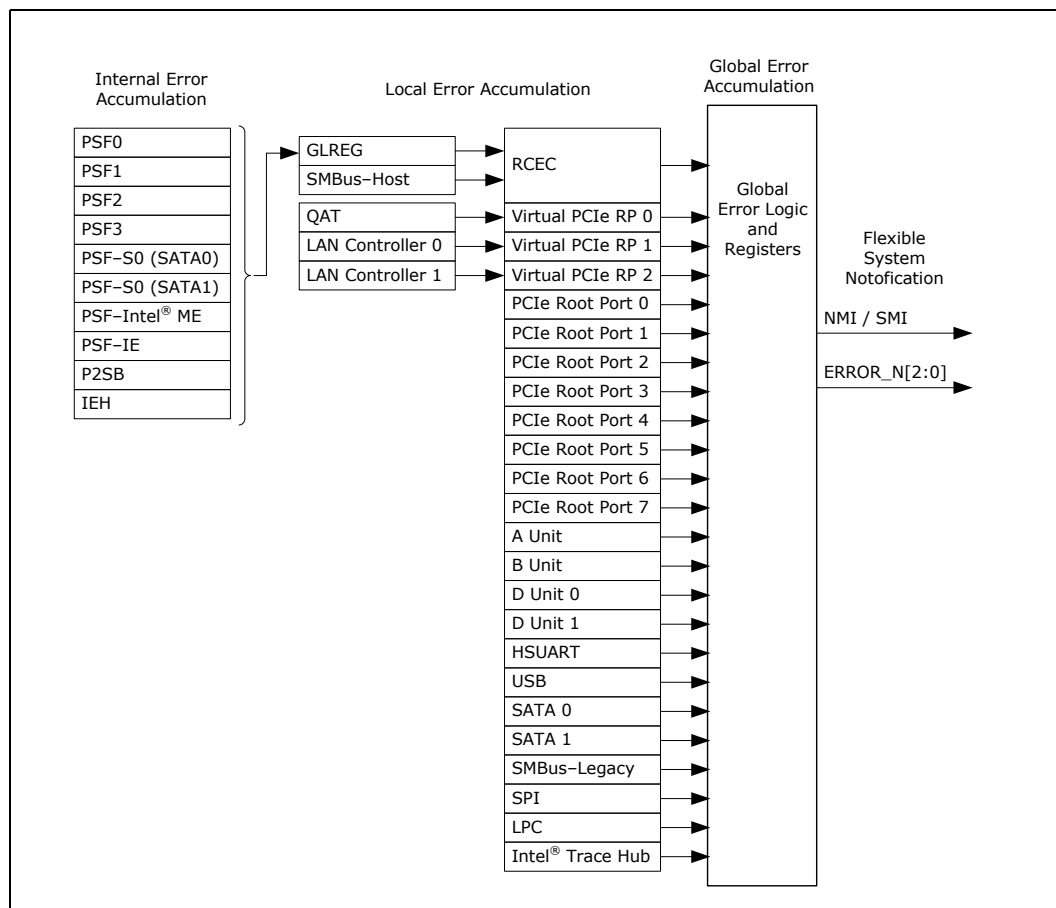 Internal Error
Accumulation
PSF0
PSF1
PSF2
PSF3
PSF–S0 (SATA0)
PSF–S0 (SATA1)
PSF–Intel® ME
PSF–IE
P2SB
IEH
Local Error Accumulation
GLREG
SMBus–Host
QAT
LAN Controller 0
LAN Controller 1
RCEC
Virtual PCIe RP 0
Virtual PCIe RP 1
Virtual PCIe RP 2
PCIe Root Port 0
PCIe Root Port 1
PCIe Root Port 2
PCIe Root Port 3
PCIe Root Port 4
PCIe Root Port 5
PCIe Root Port 6
PCIe Root Port 7
A Unit
B Unit
D Unit 0
D Unit 1
HSUART
USB
SATA 0
SATA 1
SMBus–Legacy
SPI
LPC
Intel® Trace Hub
Global Error
Accumulation
Global
Error Logic
and
Registers
Flexible
System
Notofication
NMI / SMI
ERROR_N[2:0]